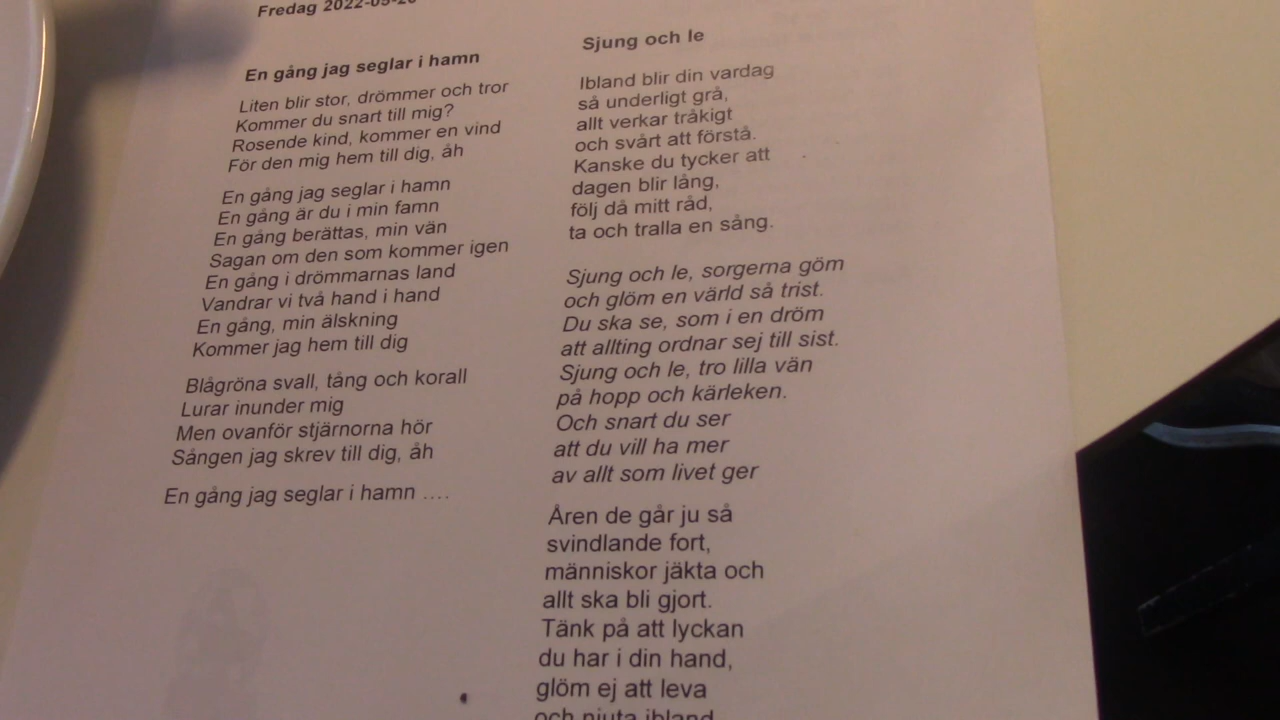 Fredag 2022-05-20
En gång jag seglar i hamn
Liten blir stor, drömmer och tror
Kommer du snart till mig?
Rosende kind, kommer en vind
För den mig hem till dig, åh
En gång jag seglar i hamn
En gång är du i min famn
En gång berättas, min vän
Sagan om den som kommer igen
En gång i drömmarnas land
Vandrar vi två hand i hand
En gång, min älskning
Kommer jag hem till dig
Blågröna svall, tång och korall
Lurar inunder mig
Men ovanför stjärnorna hör
Sången jag skrev till dig, åh
En gång jag seglar i hamn ....
Sjung och le
Ibland blir din vardag
så underligt grå,
allt verkar tråkigt
och svårt att förstå.
Kanske du tycker att
dagen blir lång,
följ då mitt råd,
ta och tralla en sång.
Sjung och le, sorgerna göm
och glöm en värld så trist.
Du ska se, som i en dröm
att allting ordnar sej till sist.
Sjung och le, tro lilla vän
på hopp och kärleken.
Och snart du ser
att du vill ha mer
av allt som livet ger
Åren de går ju så
svindlande fort,
människor jäkta och
allt ska bli gjort.
Tänk på att lyckan
du har i din hand,
glöm ej att leva
och njuta ibland